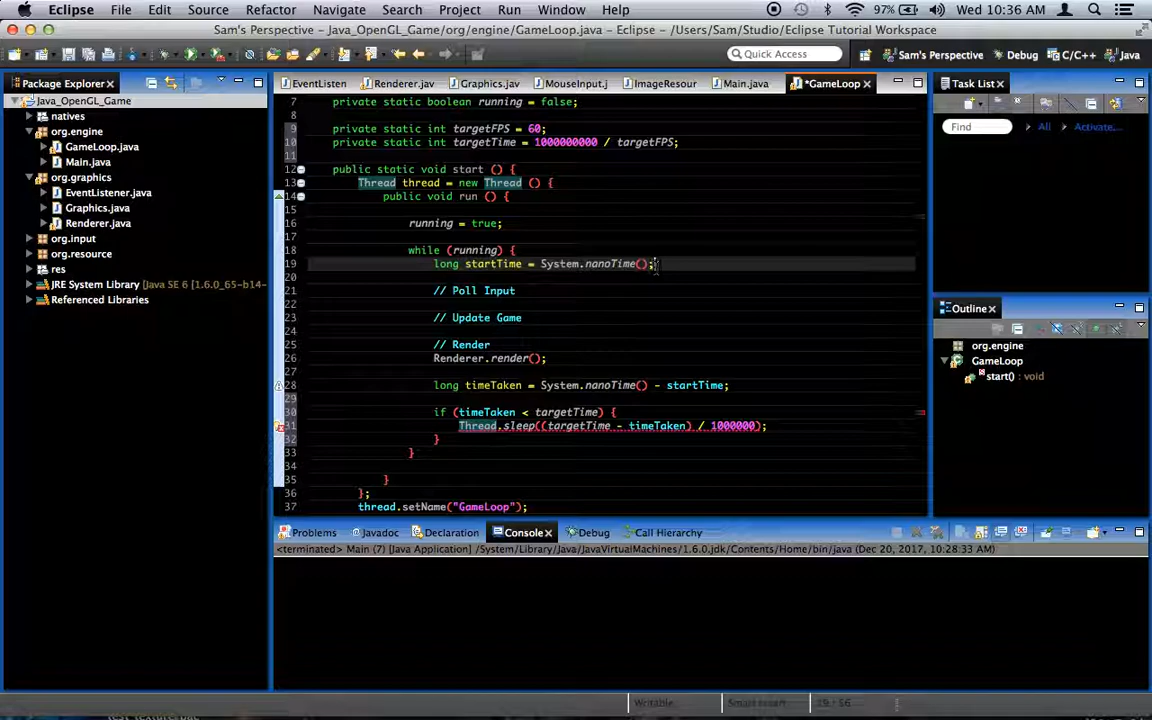 Eclipse File Edit Source Refactor Navigate Search Project Run Window Help 97% Wed 10:36 AM
Sam's Perspective - Java_OpenGL_Game/org/engine/GameLoop.java - Eclipse - /Users/Sam/Studio/Eclipse Tutorial Workspace
Quick Access Sam's Perspective Debug C/C++ Java
Package Explorer
Java_OpenGL_Game
natives
org.engine
GameLoop.java
Main.java
org.graphics
EventListener.java
Graphics.java
Renderer.java
org.input
org.resource
res
JRE System Library [Java SE 6 [1.6.0_65-b14-
Referenced Libraries
EventListen Renderer.jav Graphics.jav MouseInput.j ImageResour Main.java *GameLoop
7 private static boolean running = false;
8
9 private static int targetFPS = 60;
10 private static int targetTime = 1000000000 / targetFPS;
11
12 public static void start () {
13 Thread thread = new Thread () {
14 public void run () {
15
16 running = true;
17
18 while (running) {
19 long startTime = System.nanoTime();
20
21 // Poll Input
22
23 // Update Game
24
25 // Render
26 Renderer.render();
27
28 long timeTaken = System.nanoTime() - startTime;
29
30 if (timeTaken < targetTime) {
31 Thread.sleep((targetTime - timeTaken) / 1000000);
32 }
33 }
34
35 }
36 };
37 thread.setName("GameLoop");
Task List
Find All Activate...
Outline
org.engine
GameLoop
start() : void
Problems Javadoc Declaration Console Debug Call Hierarchy
<terminated> Main (7) [Java Application] /System/Library/Java/JavaVirtualMachines/1.6.0.jdk/Contents/Home/bin/java (Dec 20, 2017, 10:28:33 AM)
Writable Smart Insert 19 : 56